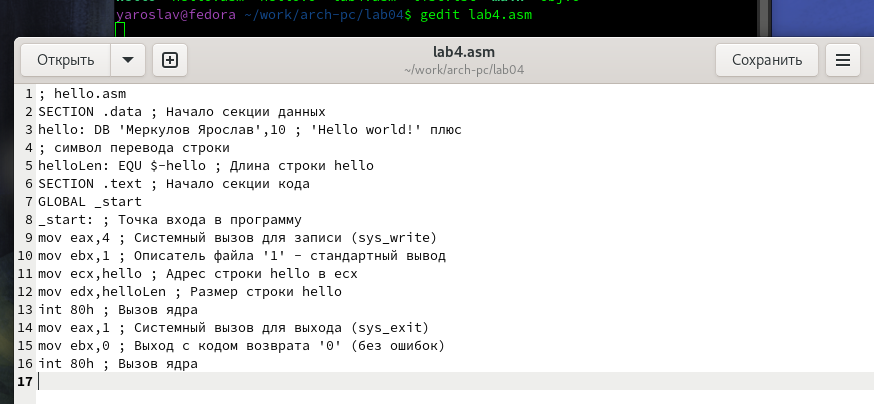 yaroslav@fedora ~/work/arch-pc/lab04$ gedit lab4.asm
Открыть
lab4.asm
~/work/arch-pc/lab04
Сохранить
1 ; hello.asm
2 SECTION .data ; Начало секции данных
3 hello: DB 'Меркулов Ярослав',10 ; 'Hello world!' плюс
4 ; символ перевода строки
5 helloLen: EQU $-hello ; Длина строки hello
6 SECTION .text ; Начало секции кода
7 GLOBAL _start
8 _start: ; Точка входа в программу
9 mov eax,4 ; Системный вызов для записи (sys_write)
10 mov ebx,1 ; Описатель файла '1' - стандартный вывод
11 mov ecx,hello ; Адрес строки hello в ecx
12 mov edx,helloLen ; Размер строки hello
13 int 80h ; Вызов ядра
14 mov eax,1 ; Системный вызов для выхода (sys_exit)
15 mov ebx,0 ; Выход с кодом возврата '0' (без ошибок)
16 int 80h ; Вызов ядра
17